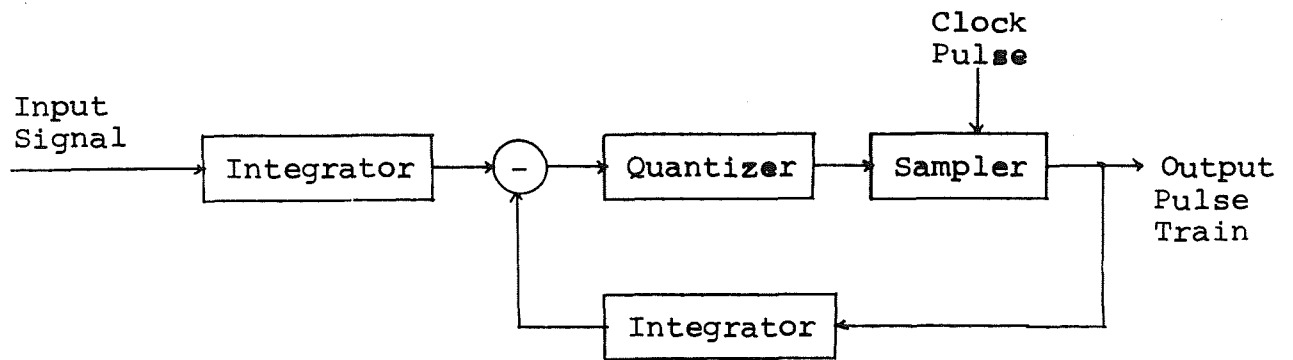 Clock
Pulse
Input
Signal
Integrator
-
Quantizer
Sampler
Output
Pulse
Train
Integrator